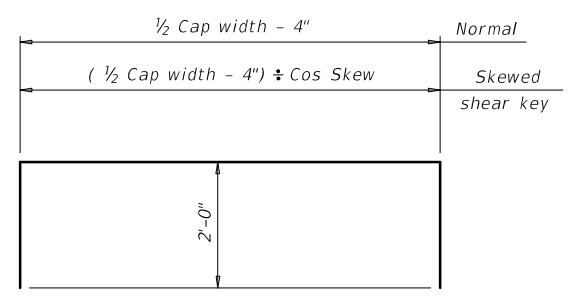 ½ Cap width - 4" Normal
( ½ Cap width - 4") ÷ Cos Skew Skewed
shear key
2'-0"